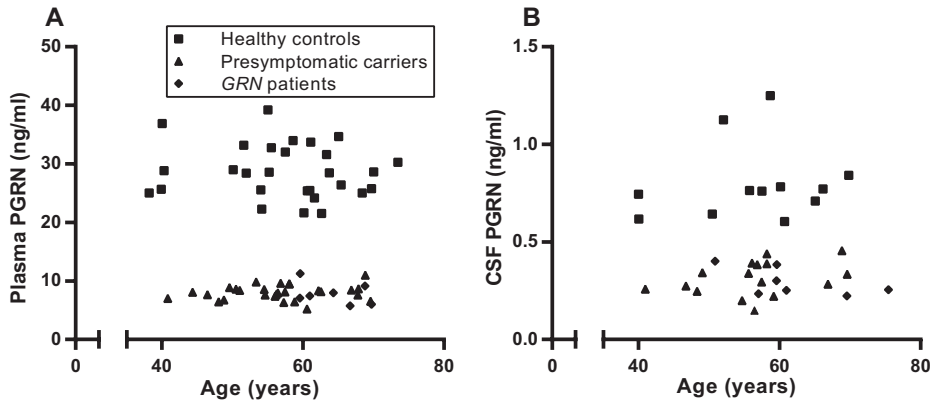 A
Healthy controls
Presymptomatic carriers
GRN patients
Plasma PGRN (ng/ml)
50
40
30
20
10
0
0
40
60
80
Age (years)
B
CSF PGRN (ng/ml)
1.5
1.0
0.5
0.0
0
40
60
80
Age (years)